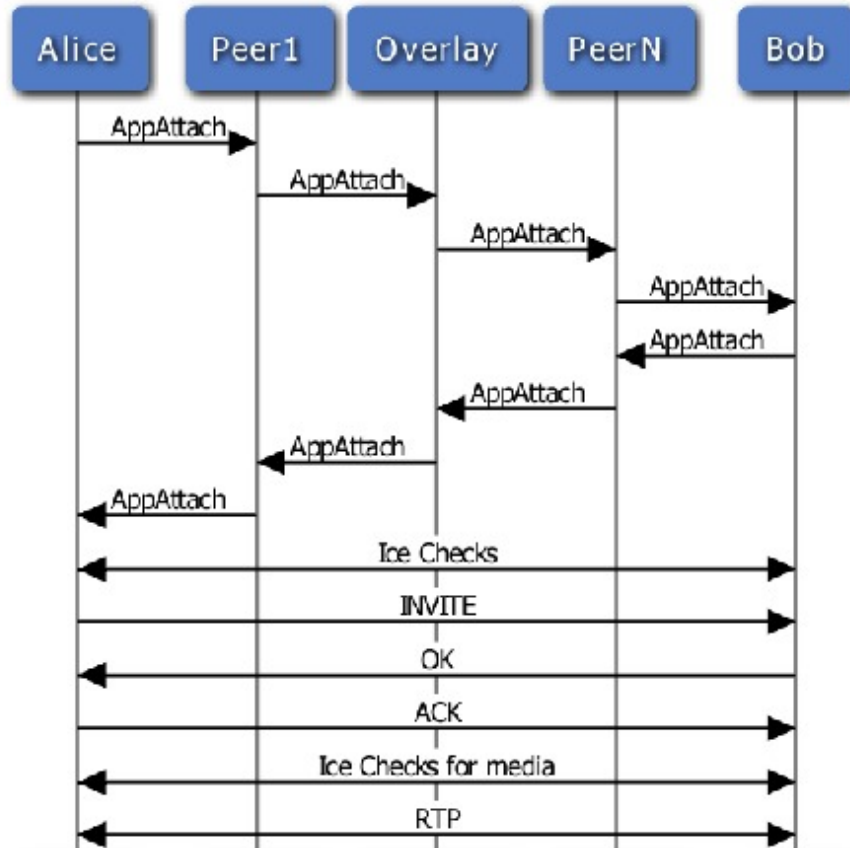 Alice Peer1 Overlay PeerN Bob
AppAttach
AppAttach
AppAttach
AppAttach
AppAttach
AppAttach
AppAttach
AppAttach
Ice Checks
INVITE
OK
ACK
Ice Checks for media
RTP